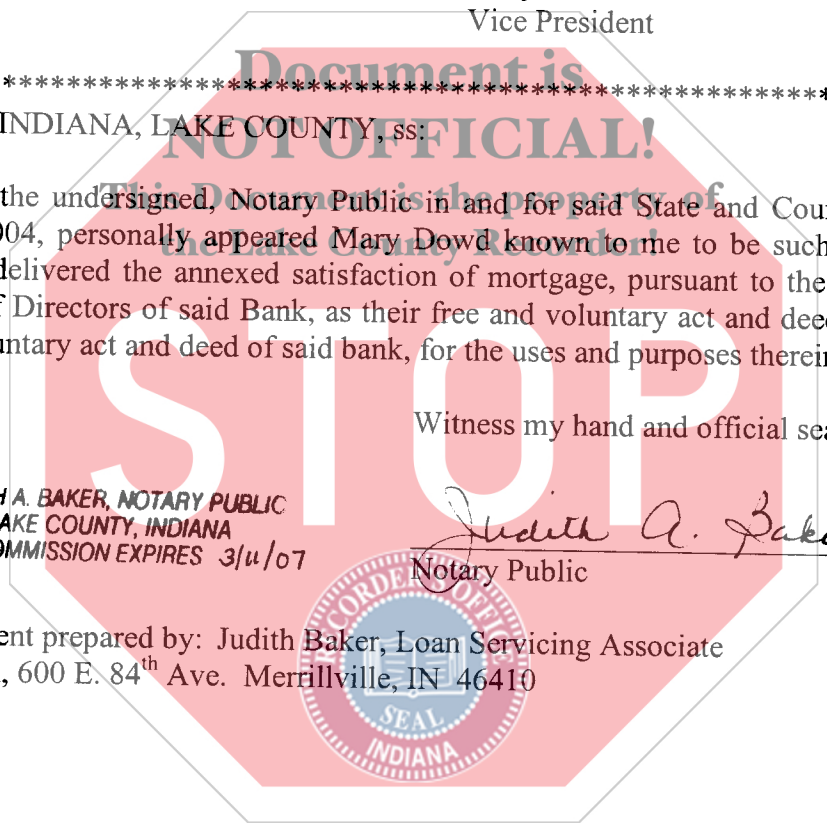 Vice President
Document is
****************************************************************
INDIANA, LAKE COUNTY, ss:
NOT OFFICIAL!
the undersigned, Notary Public in and for said State and Cou
This Document is the property of
04, personally appeared Mary Dowd known to me to be such
the Lake County Recorder!
delivered the annexed satisfaction of mortgage, pursuant to the
f Directors of said Bank, as their free and voluntary act and deed
untary act and deed of said bank, for the uses and purposes therein
STOP
Witness my hand and official sea
H A. BAKER, NOTARY PUBLIC
AKE COUNTY, INDIANA
OMMISSION EXPIRES 3/11/07
Judith A. Bake
Notary Public
RECORDER'S OFFICE
ent prepared by: Judith Baker, Loan Servicing Associate
, 600 E. 84th Ave. Merrillville, IN 46410
SEAL
INDIANA